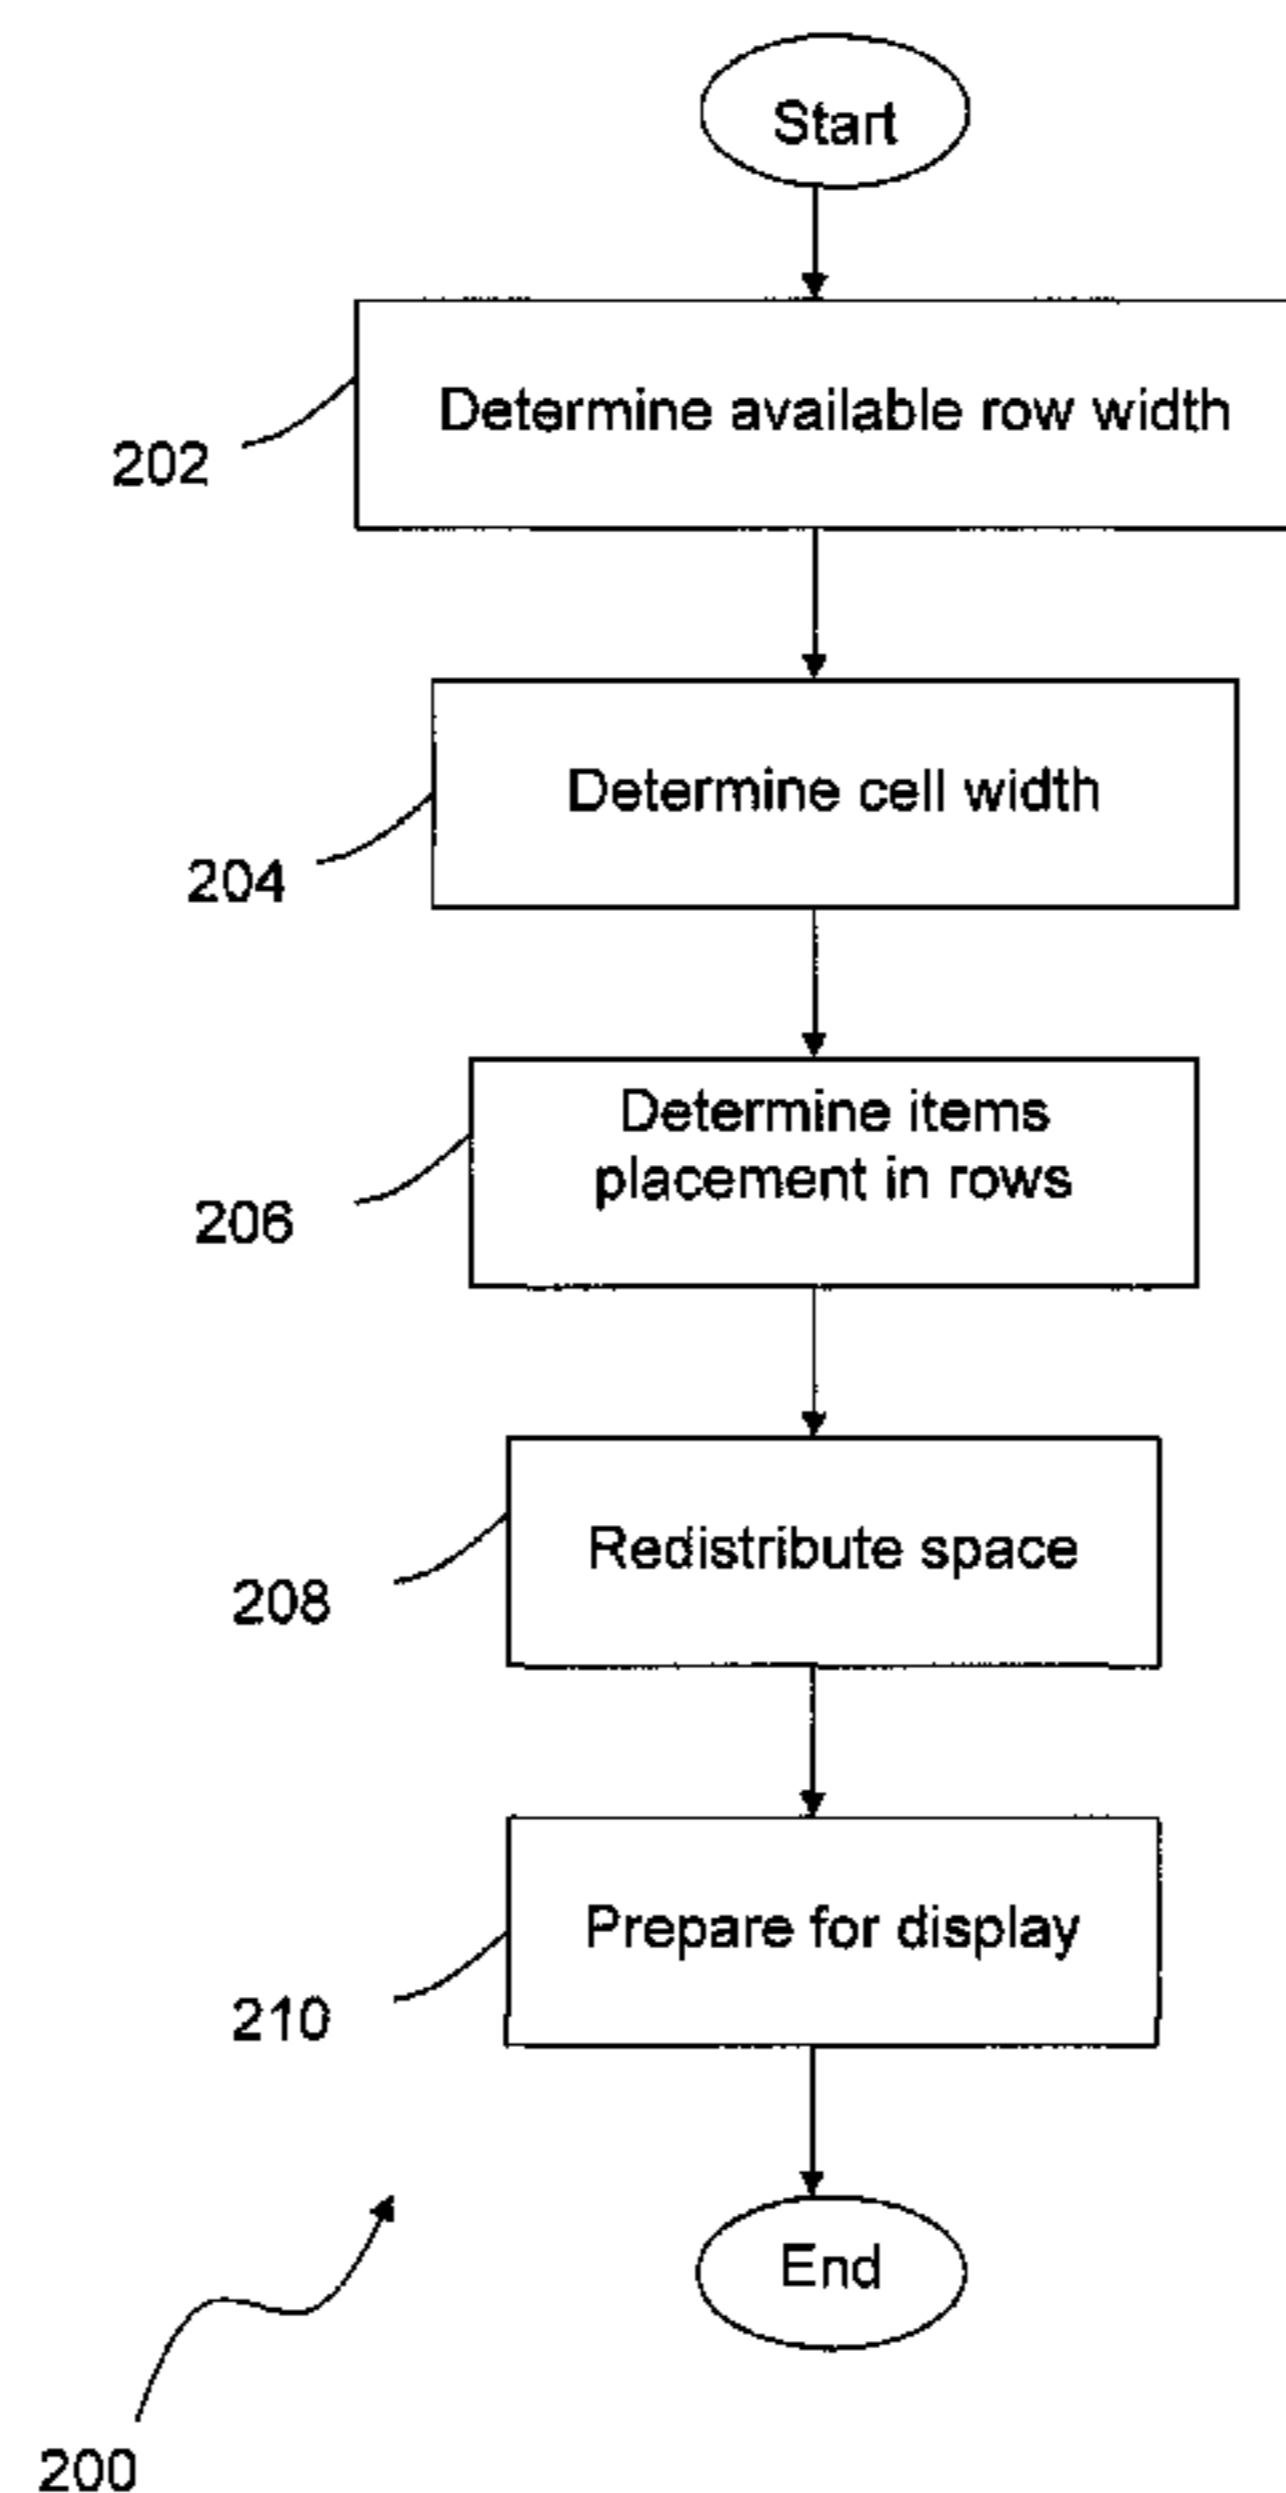 Start
Determine available row width
202
Determine cell width
204
Determine items
placement in rows
206
Redistribute space
208
Prepare for display
210
End
200